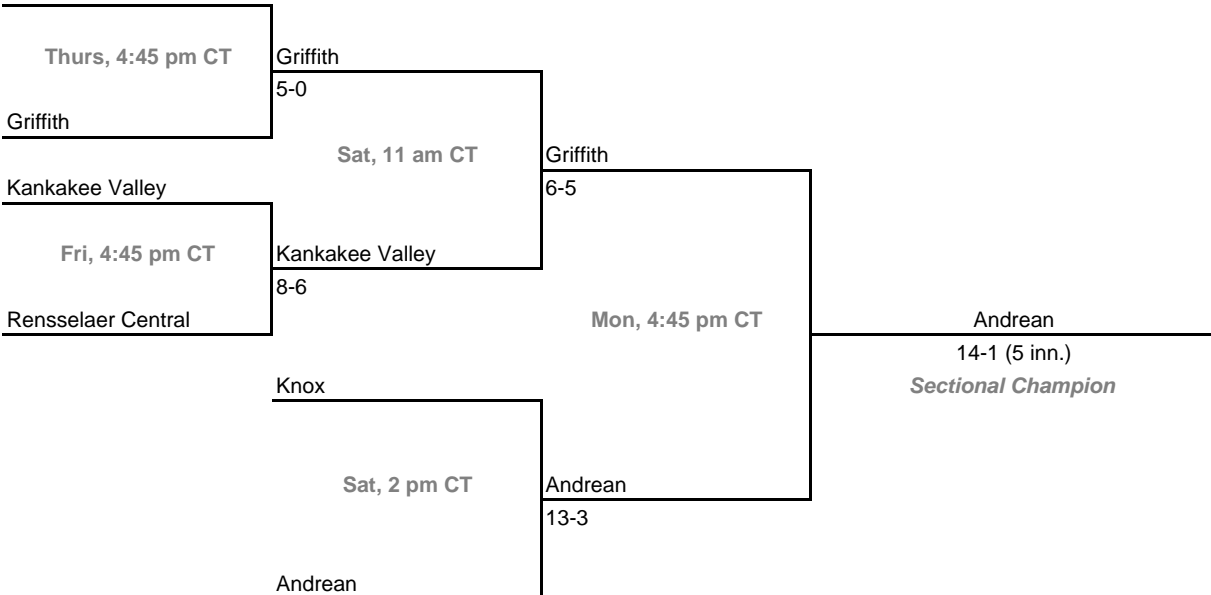 Thurs, 4:45 pm CT
Griffith
5-0
Griffith
Sat, 11 am CT
Griffith
Kankakee Valley
6-5
Fri, 4:45 pm CT
Kankakee Valley
8-6
Rensselaer Central
Mon, 4:45 pm CT
Andrean
14-1 (5 inn.)
Knox
Sectional Champion
Sat, 2 pm CT
Andrean
13-3
Andrean